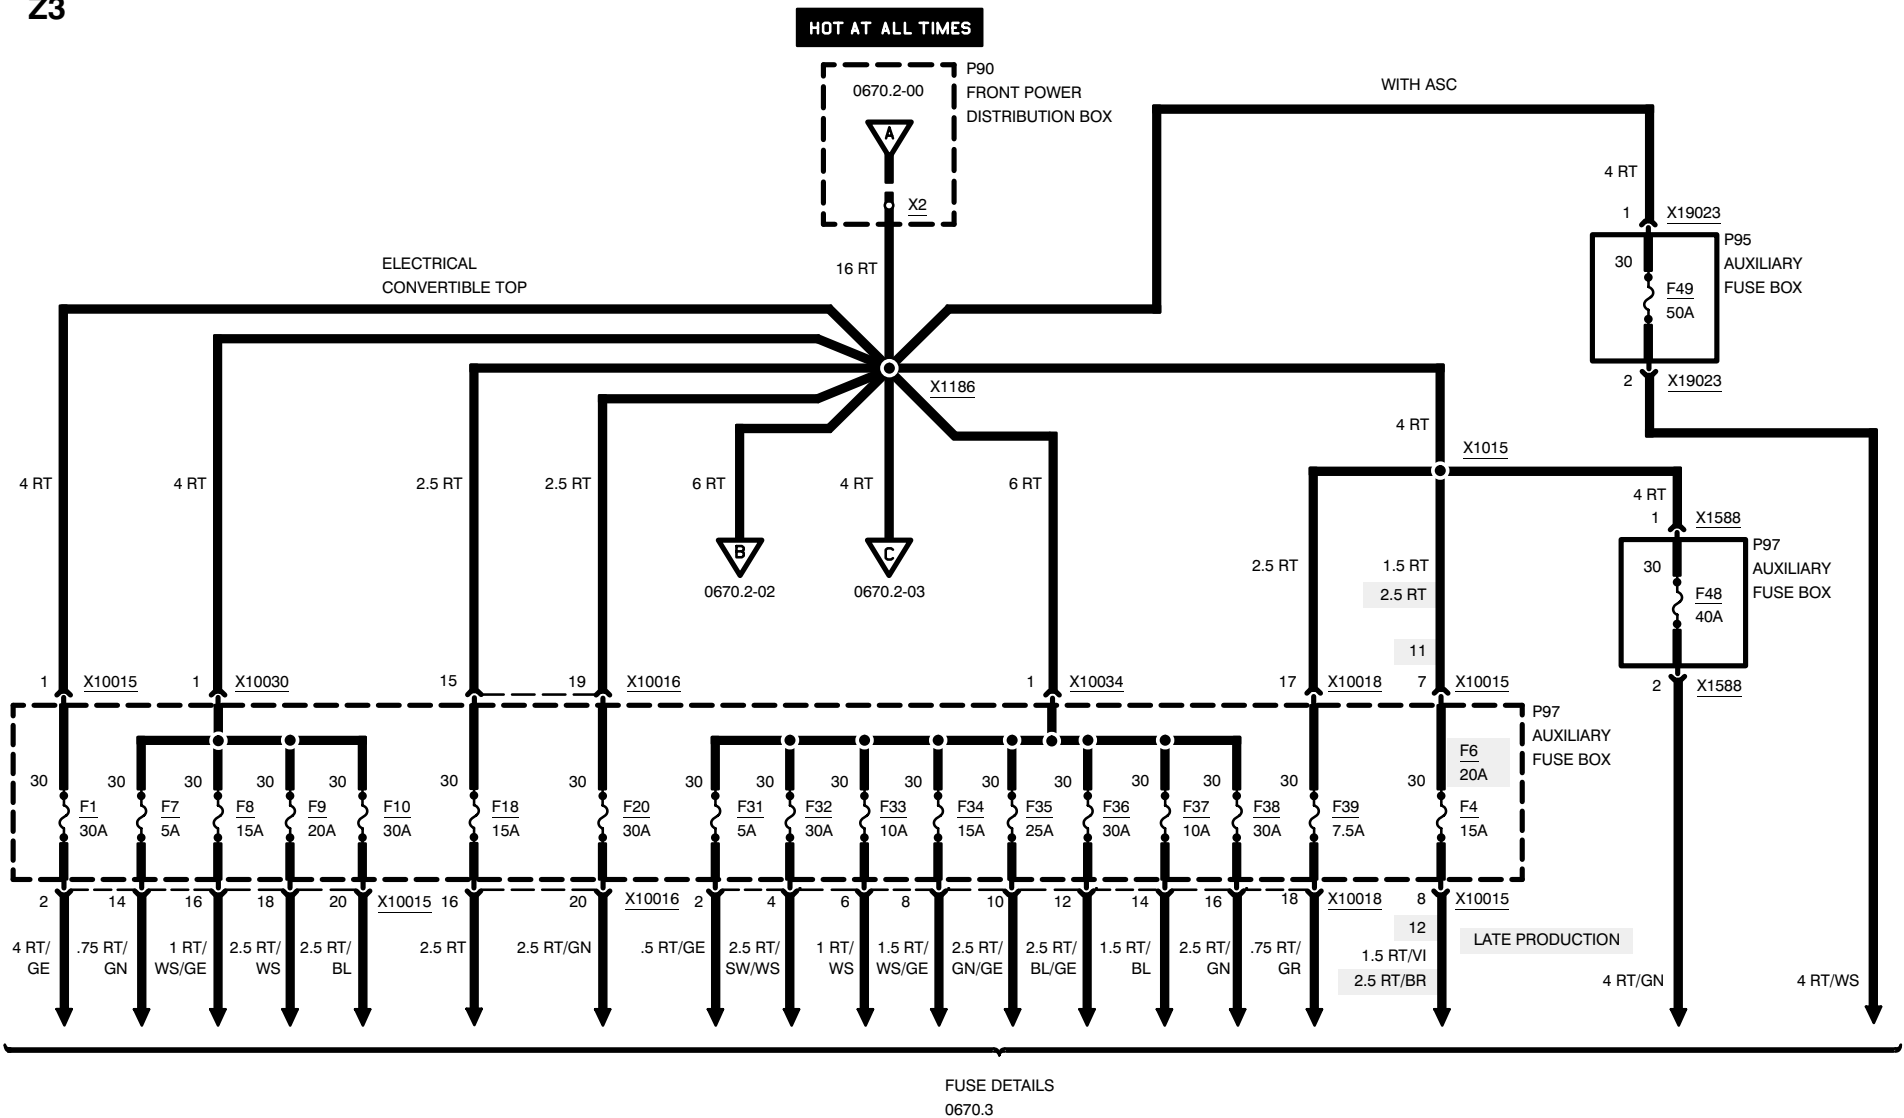 Z3
HOT AT ALL TIMES
P90
FRONT POWER
DISTRIBUTION BOX
0670.2-00
A
X2
16 RT
WITH ASC
4 RT
1 X19023
P95
AUXILIARY
FUSE BOX
30
F49
50A
2 X19023
ELECTRICAL
CONVERTIBLE TOP
X1186
4 RT
X1015
4 RT 4 RT 2.5 RT 2.5 RT 6 RT 4 RT 6 RT
4 RT
1 X1588
P97
AUXILIARY
FUSE BOX
30
F48
40A
2 X1588
B
0670.2-02
C
0670.2-03
2.5 RT 1.5 RT
2.5 RT
11
1 X10015 1 X10030 15 19 X10016 1 X10034 17 X10018 7 X10015
P97
AUXILIARY
FUSE BOX
F6
20A
30 30 30 30 30 30 30 30 30 30 30 30 30 30 30 30 30
F1 F7 F8 F9 F10 F18 F20 F31 F32 F33 F34 F35 F36 F37 F38 F39 F4
30A 5A 15A 20A 30A 15A 30A 5A 30A 10A 15A 25A 30A 10A 30A 7.5A 15A
2 14 16 18 20 X10015 16 20 X10016 2 4 6 8 10 12 14 16 18 X10018 8 X10015
12
LATE PRODUCTION
4 RT/ .75 RT/ 1 RT/ 2.5 RT/ 2.5 RT/ 2.5 RT 2.5 RT/GN .5 RT/GE 2.5 RT/ 1 RT/ 1.5 RT/ 2.5 RT/ 2.5 RT/ 1.5 RT/ 2.5 RT/ .75 RT/ 1.5 RT/VI
GE GN WS/GE WS BL SW/WS WS WS/GE GN/GE BL/GE BL GN GR 2.5 RT/BR
4 RT/GN 4 RT/WS
FUSE DETAILS
0670.3